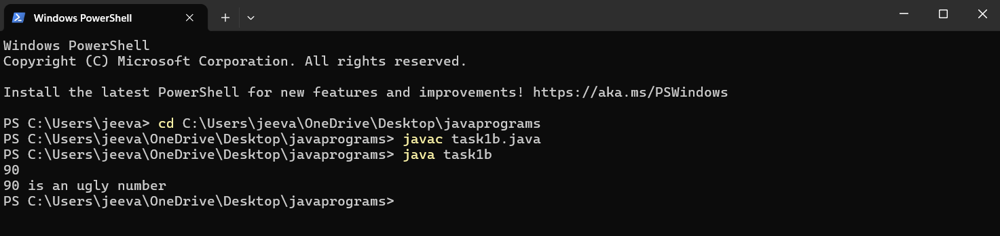 Windows PowerShell
Windows PowerShell
Copyright (C) Microsoft Corporation. All rights reserved.
Install the latest PowerShell for new features and improvements! https://aka.ms/PSWindows
PS C:\Users\jeeva> cd C:\Users\jeeva\OneDrive\Desktop\javaprograms
PS C:\Users\jeeva\OneDrive\Desktop\javaprograms> javac task1b.java
PS C:\Users\jeeva\OneDrive\Desktop\javaprograms> java task1b
90
90 is an ugly number
PS C:\Users\jeeva\OneDrive\Desktop\javaprograms>